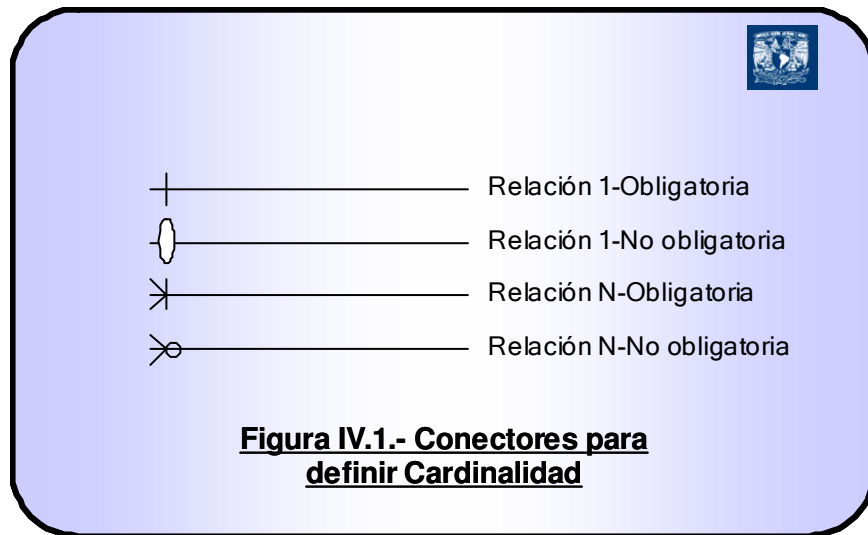 Relación 1-Obligatoria
Relación 1-No obligatoria
Relación N-Obligatoria
Relación N-No obligatoria
Figura IV.1.- Conectores para
definir Cardinalidad